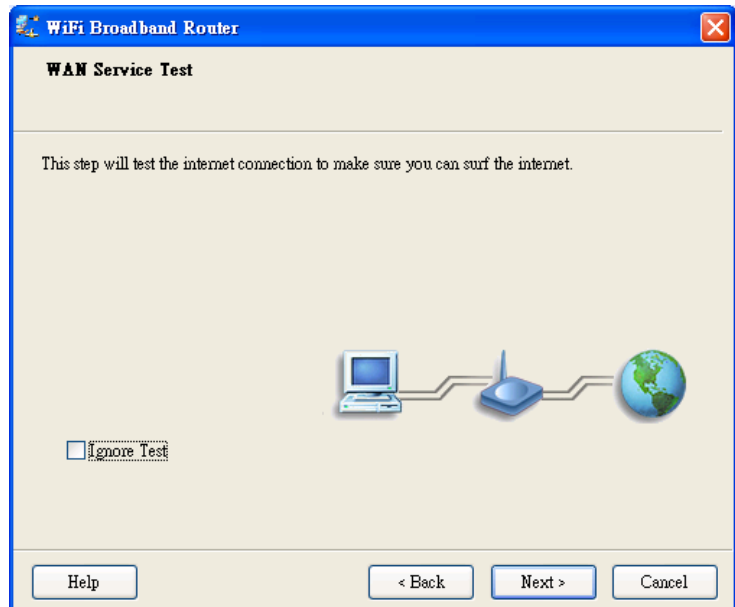 WiFi Broadband Router
WAN Service Test
This step will test the internet connection to make sure you can surf the internet.
Ignore Test
Help
< Back
Next >
Cancel